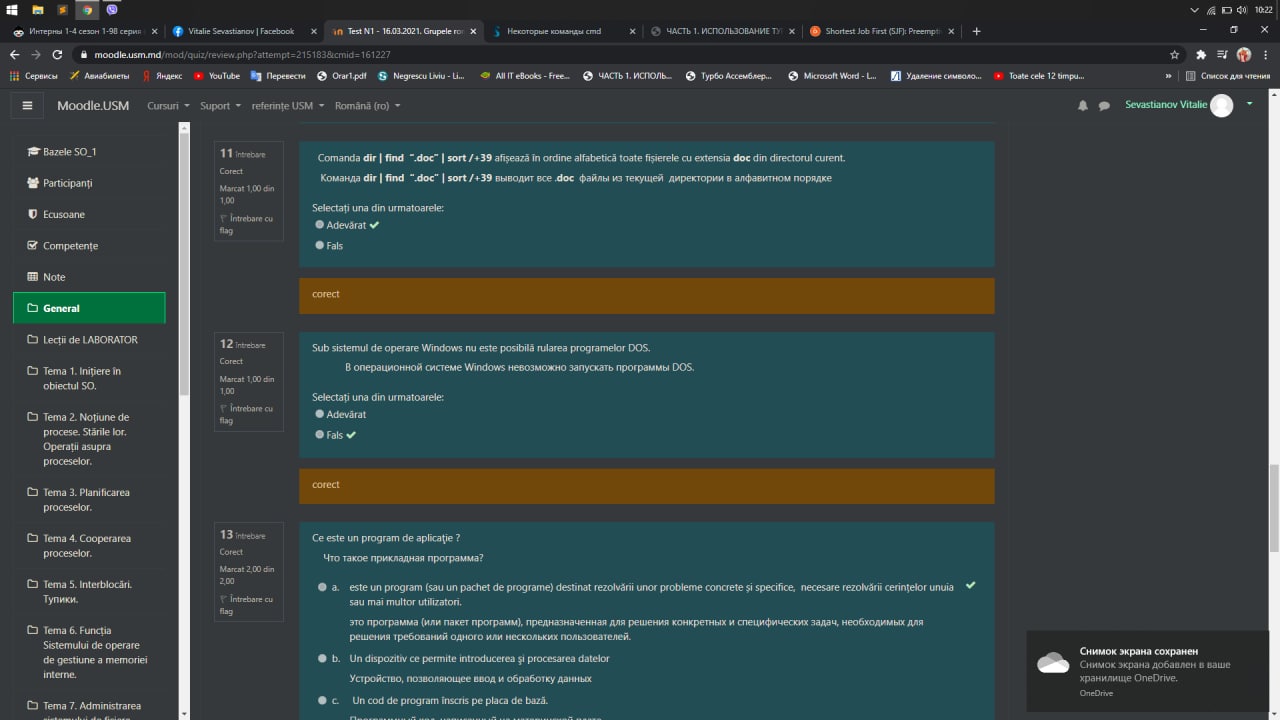 10:22
Интерны 1-4 сезон 1-98 серия
Vitalie Sevastianov | Facebook
Test N1 - 16.03.2021. Grupele ro
Некоторые команды cmd
ЧАСТЬ 1. ИСПОЛЬЗОВАНИЕ ТУ
Shortest Job First (SJF): Preempti
moodle.usm.md/mod/quiz/review.php?attempt=215183&cmid=161227
Сервисы
Авиабилеты
Яндекс
YouTube
Перевести
Orar1.pdf
Negrescu Liviu - Li...
All IT eBooks - Free...
ЧАСТЬ 1. ИСПОЛЬ...
Турбо Ассемблер...
Microsoft Word - L...
Удаление символо...
Toate cele 12 timpu...
»
Список для чтения
Moodle.USM
Cursuri
Suport
referințe USM
Română (ro)
Sevastianov Vitalie
Bazele SO_1
Participanți
Ecusoane
Competențe
Note
General
Lecții de LABORATOR
Tema 1. Inițiere în
obiectul SO.
Tema 2. Noțiune de
procese. Stările lor.
Operații asupra
proceselor.
Tema 3. Planificarea
proceselor.
Tema 4. Cooperarea
proceselor.
Tema 5. Interblocări.
Тупики.
Tema 6. Funcția
Sistemului de operare
de gestiune a memoriei
interne.
Tema 7. Administrarea
sistemului de fișiere
11 Întrebare
Corect
Marcat 1,00 din
1,00
Întrebare cu
flag
Comanda dir | find “.doc” | sort /+39 afișează în ordine alfabetică toate fișierele cu extensia doc din directorul curent.
Команда dir | find “.doc” | sort /+39 выводит все .doc файлы из текущей директории в алфавитном порядке
Selectați una din urmatoarele:
Adevărat
Fals
corect
12 Întrebare
Corect
Marcat 1,00 din
1,00
Întrebare cu
flag
Sub sistemul de operare Windows nu este posibilă rularea programelor DOS.
В операционной системе Windows невозможно запускать программы DOS.
Selectați una din urmatoarele:
Adevărat
Fals
corect
13 Întrebare
Corect
Marcat 2,00 din
2,00
Întrebare cu
flag
Ce este un program de aplicaţie ?
Что такое прикладная программа?
a. este un program (sau un pachet de programe) destinat rezolvării unor probleme concrete și specifice, necesare rezolvării cerințelor unuia
sau mai multor utilizatori.
это программа (или пакет программ), предназначенная для решения конкретных и специфических задач, необходимых для
решения требований одного или нескольких пользователей.
b. Un dispozitiv ce permite introducerea şi procesarea datelor
Устройство, позволяющее ввод и обработку данных
c. Un cod de program înscris pe placa de bază.
Программный код, написанный на материнской плате
Снимок экрана сохранен
Снимок экрана добавлен в ваше
хранилище OneDrive.
OneDrive